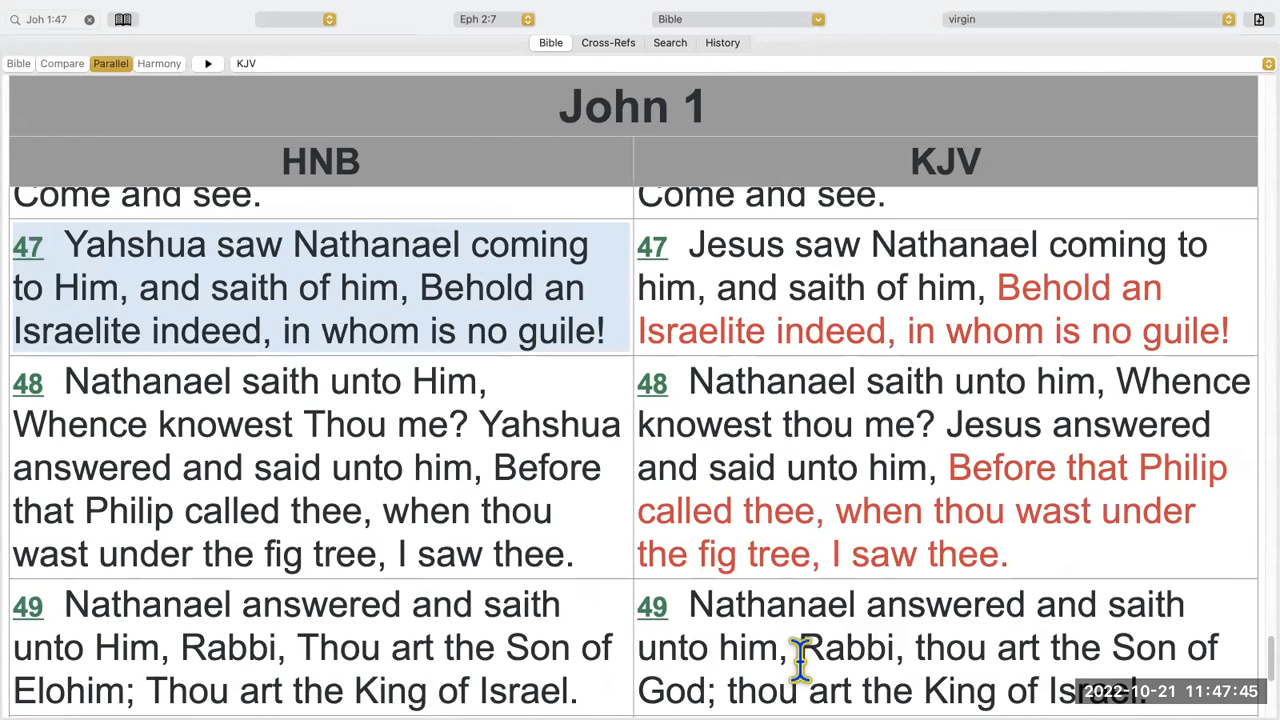 Joh 1:47
Eph 2:7
Bible
virgin
Bible Cross-Refs Search History
Bible Compare Parallel Harmony
KJV
John 1
HNB
KJV
Come and see.
47 Yahshua saw Nathanael coming
to Him, and saith of him, Behold an
Israelite indeed, in whom is no guile!
48 Nathanael saith unto Him,
Whence knowest Thou me? Yahshua
answered and said unto him, Before
that Philip called thee, when thou
wast under the fig tree, I saw thee.
49 Nathanael answered and saith
unto Him, Rabbi, Thou art the Son of
Elohim; Thou art the King of Israel.
Come and see.
47 Jesus saw Nathanael coming to
him, and saith of him, Behold an
Israelite indeed, in whom is no guile!
48 Nathanael saith unto him, Whence
knowest thou me? Jesus answered
and said unto him, Before that Philip
called thee, when thou wast under
the fig tree, I saw thee.
49 Nathanael answered and saith
unto him, Rabbi, thou art the Son of
God; thou art the King of Israel.
2022-10-21 11:47:45